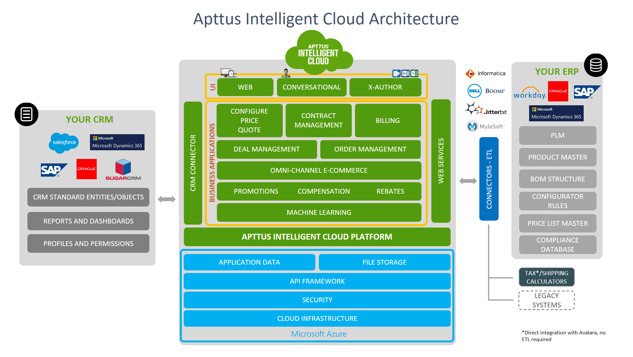 Apttus Intelligent Cloud Architecture
APTTUS
INTELLIGENT
CLOUD
UI
WEB
CONVERSATIONAL
X-AUTHOR
CRM CONNECTOR
BUSINESS APPLICATIONS
CONFIGURE
PRICE
QUOTE
CONTRACT
MANAGEMENT
BILLING
DEAL MANAGEMENT
ORDER MANAGEMENT
OMNI-CHANNEL E-COMMERCE
PROMOTIONS
COMPENSATION
REBATES
MACHINE LEARNING
WEB SERVICES
APTTUS INTELLIGENT CLOUD PLATFORM
APPLICATION DATA
FILE STORAGE
API FRAMEWORK
SECURITY
CLOUD INFRASTRUCTURE
Microsoft Azure
YOUR CRM
salesforce
Microsoft
Microsoft Dynamics 365
SAP
ORACLE
SUGARCRM
CRM STANDARD ENTITIES/OBJECTS
REPORTS AND DASHBOARDS
PROFILES AND PERMISSIONS
Informatica
DELL BOOMI
Jitterbit
MuleSoft
CONNECTORS - ETL
YOUR ERP
workday
ORACLE
SAP
Microsoft
Microsoft Dynamics 365
PLM
PRODUCT MASTER
BOM STRUCTURE
CONFIGURATOR
RULES
PRICE LIST MASTER
COMPLIANCE
DATABASE
TAX*/SHIPPING
CALCULATORS
LEGACY
SYSTEMS
*Direct integration with Avalara, no
ETL required